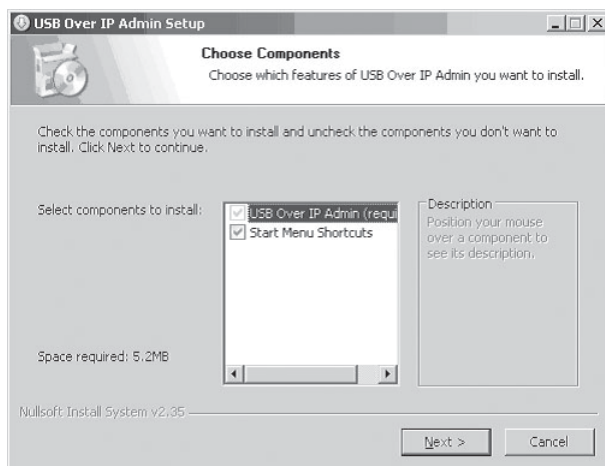 USB Over IP Admin Setup
Choose Components
Choose which features of USB Over IP Admin you want to install.
Check the components you want to install and uncheck the components you don't want to
install. Click Next to continue.
Select components to install:
USB Over IP Admin (requi
Start Menu Shortcuts
Description
Position your mouse
over a component to
see its description.
Space required: 5.2MB
Nullsoft Install System v2.35
Next >
Cancel